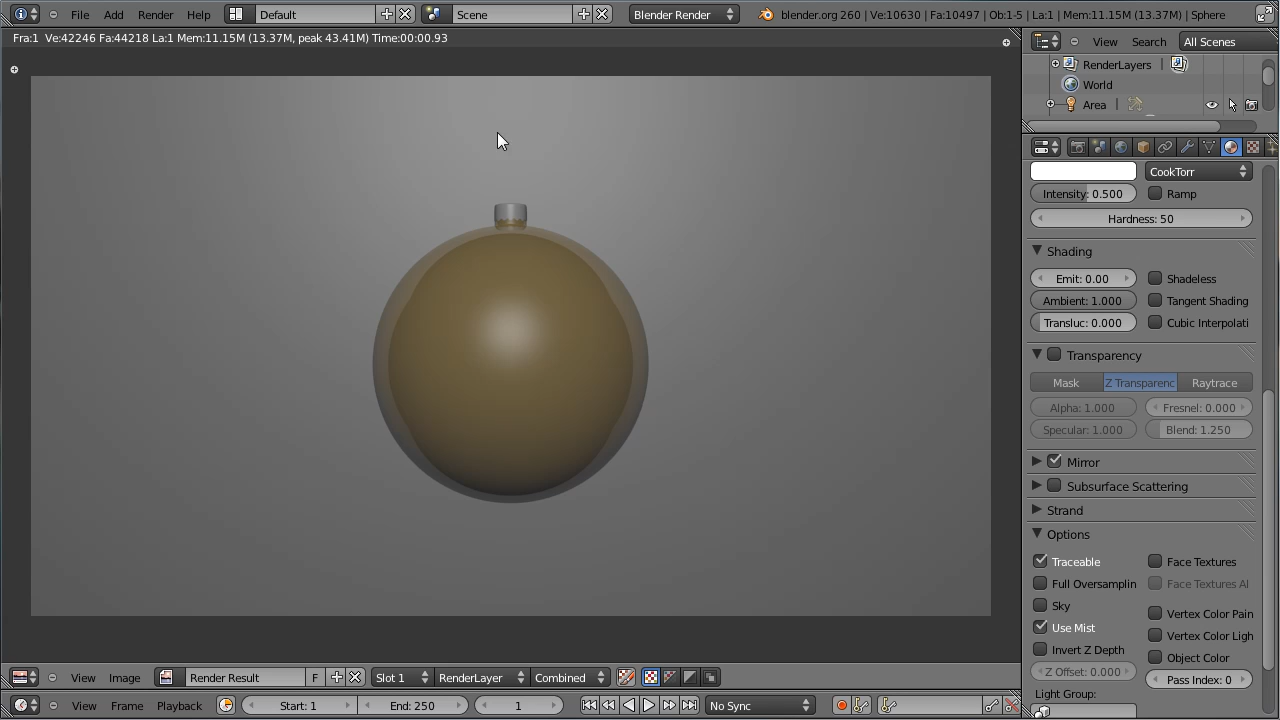 File Add Render Help Default Scene Blender Render blender.org 260 | Ve:10630 | Fa:10497 | Ob:1-5 | La:1 | Mem:11.15M (13.37M) | Sphere
Fra:1 Ve:42246 Fa:44218 La:1 Mem:11.15M (13.37M, peak 43.41M) Time:00:00.93
View Search All Scenes
RenderLayers
World
Area
CookTorr
Intensity: 0.500 Ramp
Hardness: 50
Shading
Emit: 0.00 Shadeless
Ambient: 1.000 Tangent Shading
Transluc: 0.000 Cubic Interpolati
Transparency
Mask Z Transparenc Raytrace
Alpha: 1.000 Fresnel: 0.000
Specular: 1.000 Blend: 1.250
Mirror
Subsurface Scattering
Strand
Options
Traceable Face Textures
Full Oversamplin Face Textures Al
Sky Vertex Color Pain
Use Mist Vertex Color Ligh
Invert Z Depth Object Color
Z Offset: 0.000 Pass Index: 0
Light Group:
View Image Render Result F Slot 1 RenderLayer Combined
View Frame Playback Start: 1 End: 250 1 No Sync